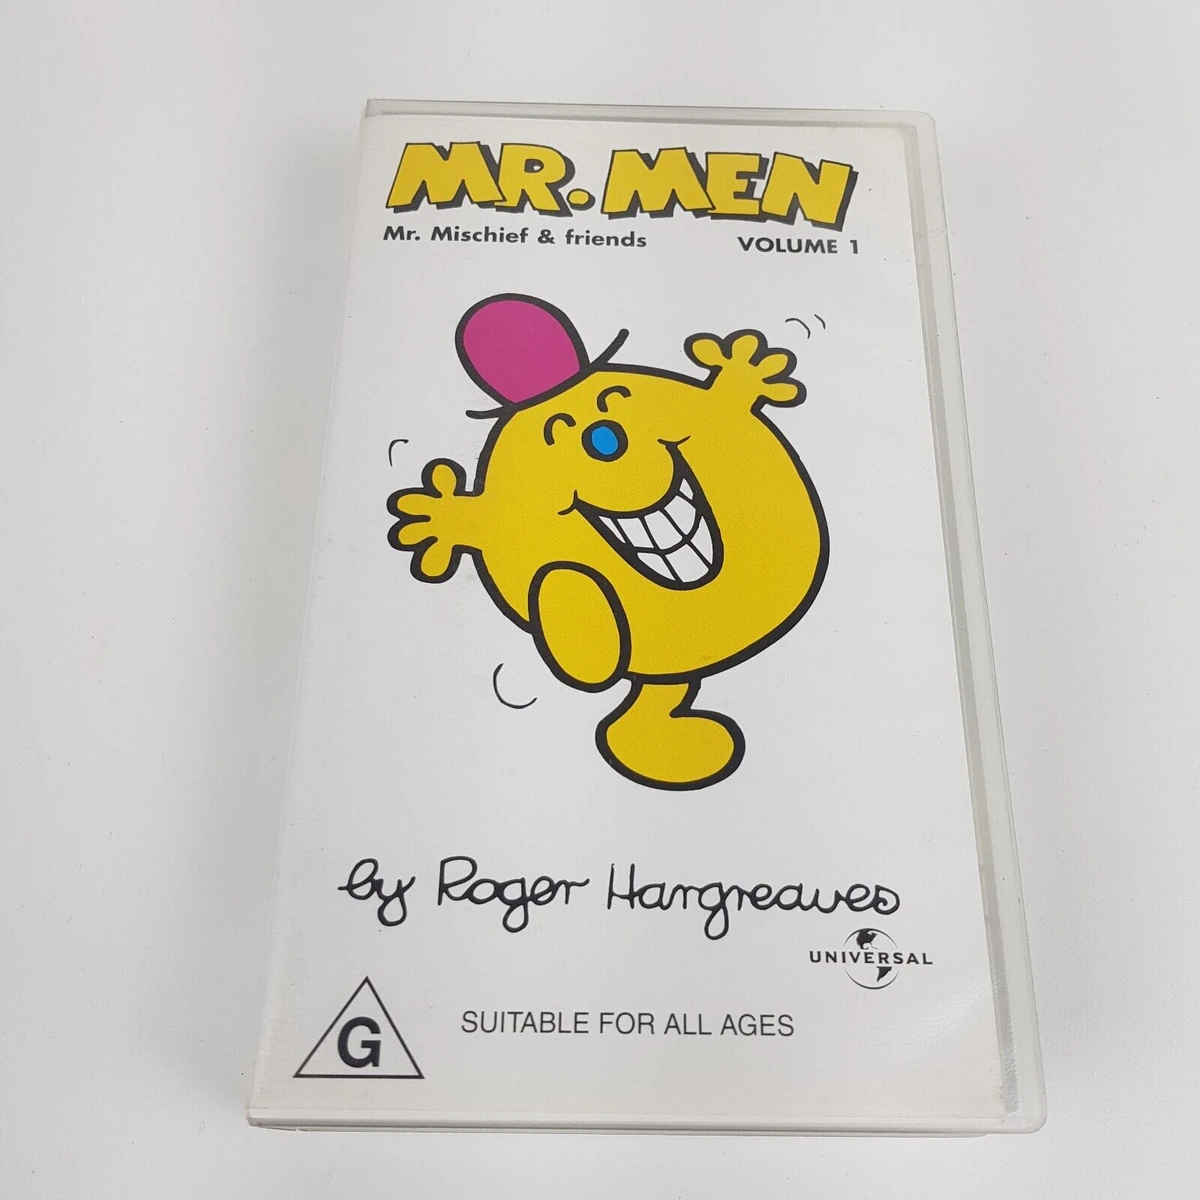 MR. MEN
Mr. Mischief & friends VOLUME 1
by Roger Hargreaves
UNIVERSAL
G SUITABLE FOR ALL AGES